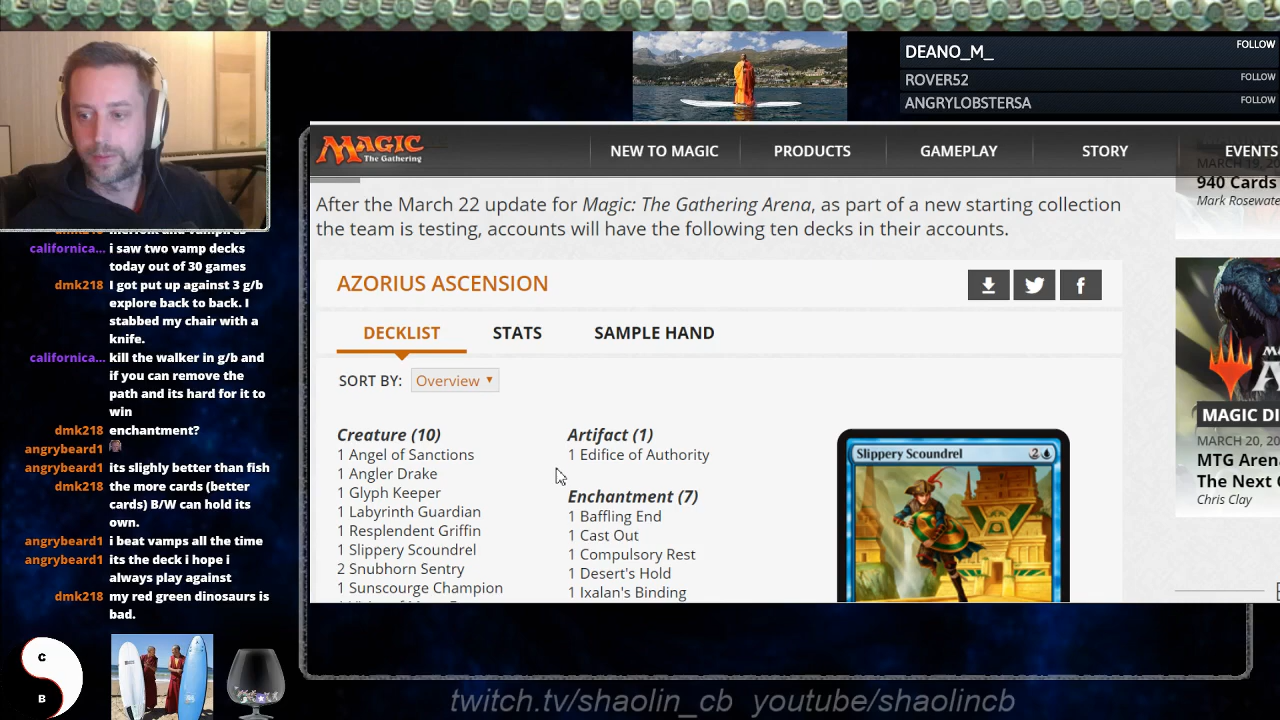 DEANO_M_
FOLLOW
ROVER52
FOLLOW
ANGRYLOBSTERSA
FOLLOW
MAGIC
The Gathering
NEW TO MAGIC
PRODUCTS
GAMEPLAY
STORY
EVENTS
After the March 22 update for Magic: The Gathering Arena, as part of a new starting collection
the team is testing, accounts will have the following ten decks in their accounts.
AZORIUS ASCENSION
DECKLIST
STATS
SAMPLE HAND
SORT BY: Overview
Creature (10)
1 Angel of Sanctions
1 Angler Drake
1 Glyph Keeper
1 Labyrinth Guardian
1 Resplendent Griffin
1 Slippery Scoundrel
2 Snubhorn Sentry
1 Sunscourge Champion
Artifact (1)
1 Edifice of Authority
Enchantment (7)
1 Baffling End
1 Cast Out
1 Compulsory Rest
1 Desert's Hold
1 Ixalan's Binding
Slippery Scoundrel 2
940 Cards
Mark Rosewate
MAGIC DI
MARCH 20, 20
MTG Aren
The Next
Chris Clay
californica... i saw two vamp decks
today out of 30 games
dmk218 I got put up against 3 g/b
explore back to back. I
stabbed my chair with a
knife.
californica... kill the walker in g/b and
if you can remove the
path and its hard for it to
win
dmk218 enchantment?
angrybeard1
angrybeard1 its slighly better than fish
dmk218 the more cards (better
cards) B/W can hold its
own.
angrybeard1 i beat vamps all the time
angrybeard1 its the deck i hope i
always play against
dmk218 my red green dinosaurs is
bad.
C
B
twitch.tv/shaolin_cb youtube/shaolincb